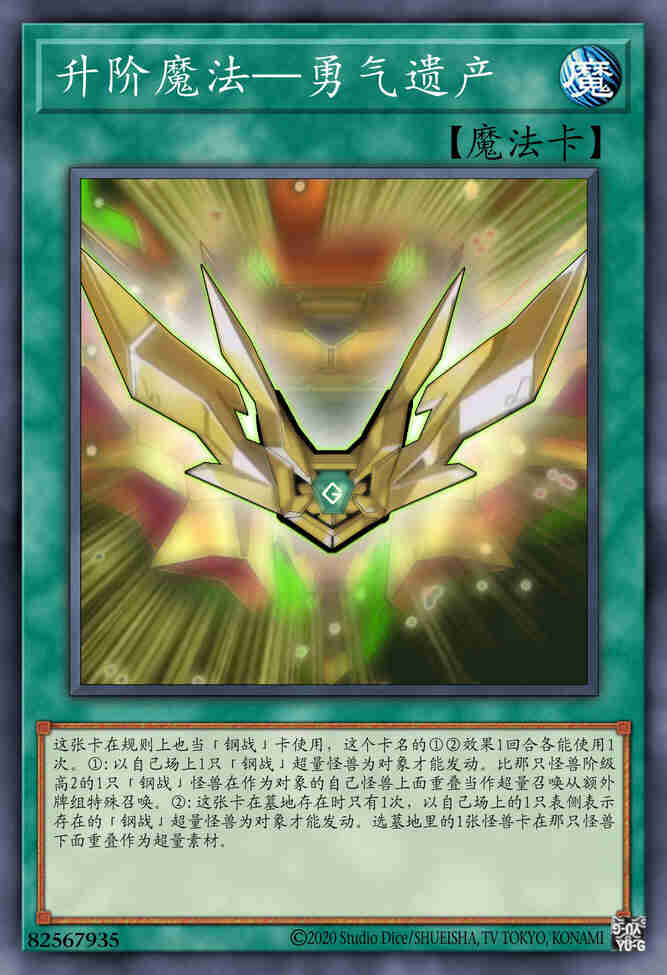 升阶魔法—勇气遗产
魔
【魔法卡】
G
这张卡在规则上也当「钢战」卡使用，这个卡名的①②效果1回合各能使用1
次。①：以自己场上1只「钢战」超量怪兽为对象才能发动。比那只怪兽阶级
高2的1只「钢战」怪兽在作为对象的自己怪兽上面重叠当作超量召唤从额外
牌组特殊召唤。②：这张卡在墓地存在时只有1次，以自己场上的1只表侧表示
存在的「钢战」超量怪兽为对象才能发动。选墓地里的1张怪兽卡在那只怪兽
下面重叠作为超量素材。
82567935
©2020 Studio Dice/SHUEISHA, TV TOKYO, KONAMI